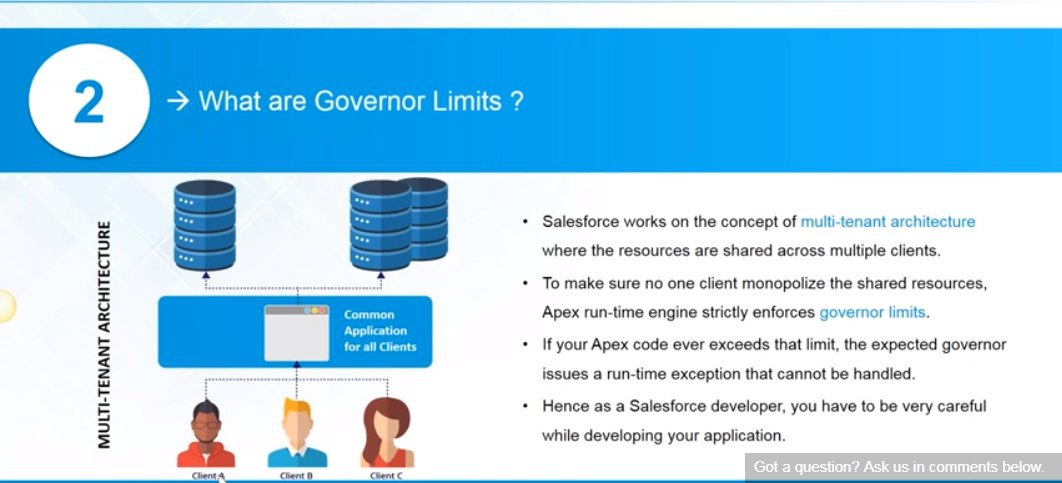 2
→ What are Governor Limits ?
MULTI-TENANT ARCHITECTURE
Common
Application
for all Clients
Client A
Client B
Client C
• Salesforce works on the concept of multi-tenant architecture
where the resources are shared across multiple clients.
• To make sure no one client monopolize the shared resources,
Apex run-time engine strictly enforces governor limits.
• If your Apex code ever exceeds that limit, the expected governor
issues a run-time exception that cannot be handled.
• Hence as a Salesforce developer, you have to be very careful
while developing your application.
Got a question? Ask us in comments below.